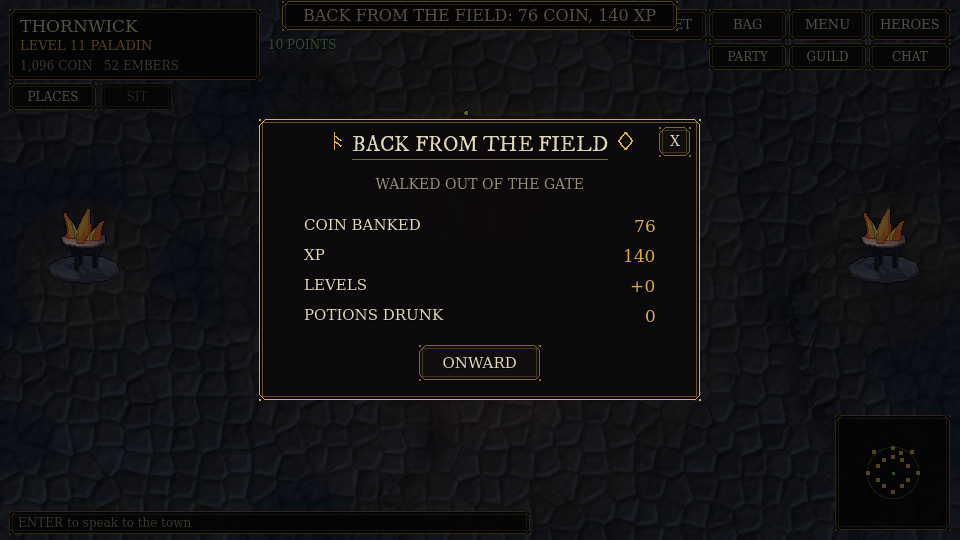 BACK FROM THE FIELD: 76 COIN, 140 XP
THORNWICK
LEVEL 11 PALADIN
1,096 COIN 52 EMBERS
10 POINTS
BAG
MENU
HEROES
PARTY
GUILD
CHAT
PLACES
SIT
BACK FROM THE FIELD
X
WALKED OUT OF THE GATE
COIN BANKED 76
XP 140
LEVELS +0
POTIONS DRUNK 0
ONWARD
ENTER to speak to the town